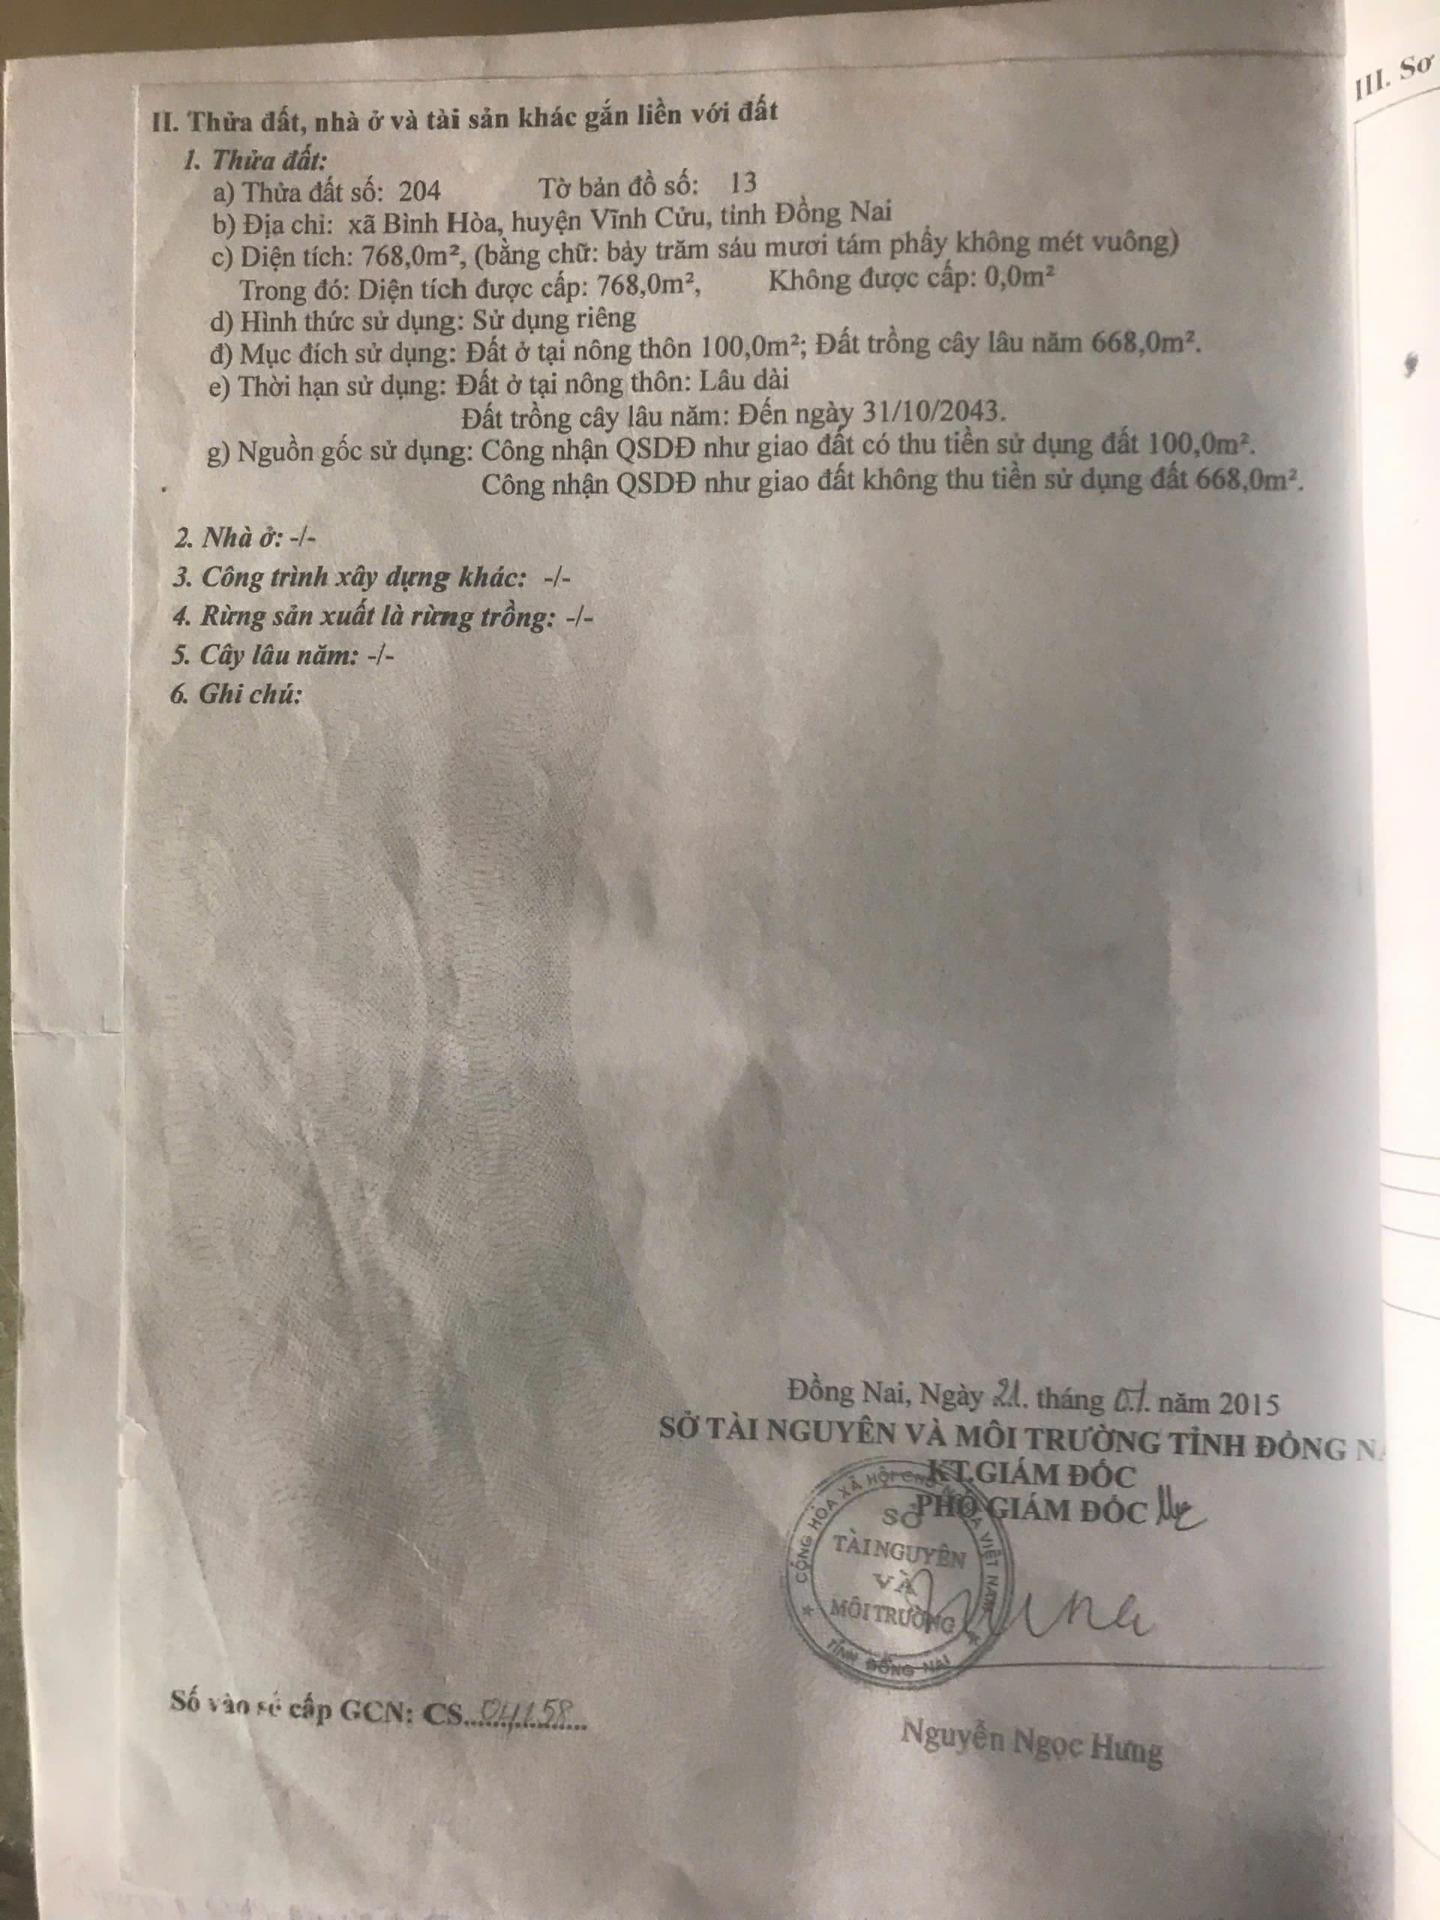 II. Thửa đất, nhà ở và tài sản khác gắn liền với đất
1. Thửa đất:
a) Thửa đất số: 204 Tờ bản đồ số: 13
b) Địa chỉ: xã Bình Hòa, huyện Vĩnh Cửu, tỉnh Đồng Nai
c) Diện tích: 768,0m², (bằng chữ: bảy trăm sáu mươi tám phẩy không mét vuông)
Trong đó: Diện tích được cấp: 768,0m², Không được cấp: 0,0m²
d) Hình thức sử dụng: Sử dụng riêng
đ) Mục đích sử dụng: Đất ở tại nông thôn 100,0m²; Đất trồng cây lâu năm 668,0m².
e) Thời hạn sử dụng: Đất ở tại nông thôn: Lâu dài
Đất trồng cây lâu năm: Đến ngày 31/10/2043.
g) Nguồn gốc sử dụng: Công nhận QSDĐ như giao đất có thu tiền sử dụng đất 100,0m².
Công nhận QSDĐ như giao đất không thu tiền sử dụng đất 668,0m².
2. Nhà ở: -/-
3. Công trình xây dựng khác: -/-
4. Rừng sản xuất là rừng trồng: -/-
5. Cây lâu năm: -/-
6. Ghi chú:
III. Sơ
Đồng Nai, Ngày 21. tháng 07. năm 2015
SỞ TÀI NGUYÊN VÀ MÔI TRƯỜNG TỈNH ĐỒNG NA
KT.GIÁM ĐỐC
PHÓ GIÁM ĐỐC
CỘNG HÒA XÃ HỘI CHỦ NGHĨA VIỆT NAM
SỞ
TÀI NGUYÊN
VÀ
MÔI TRƯỜNG
TỈNH ĐỒNG NAI
Số vào sổ cấp GCN: CS...04158...
Nguyễn Ngọc Hưng